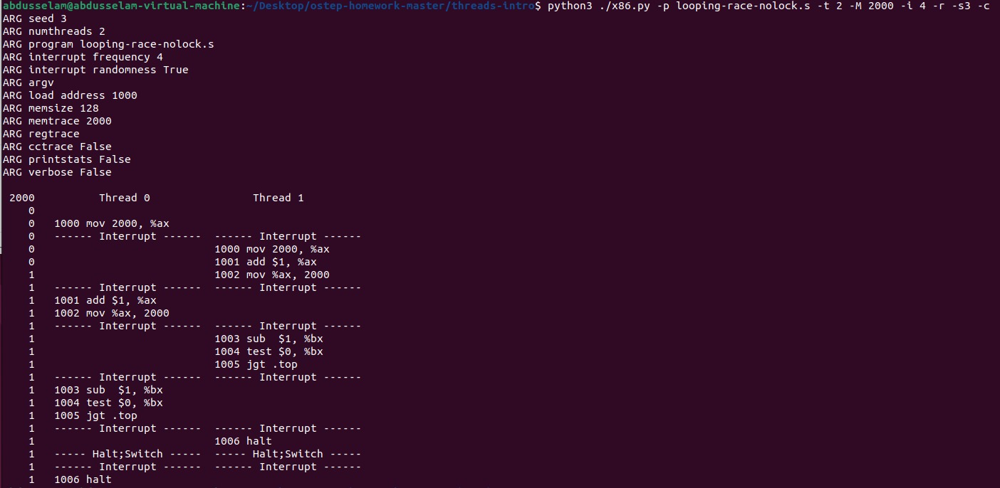 abdusselam@abdusselam-virtual-machine:~/Desktop/ostep-homework-master/threads-intro$ python3 ./x86.py -p looping-race-nolock.s -t 2 -M 2000 -i 4 -r -s3 -c
ARG seed 3
ARG numthreads 2
ARG program looping-race-nolock.s
ARG interrupt frequency 4
ARG interrupt randomness True
ARG argv
ARG load address 1000
ARG memsize 128
ARG memtrace 2000
ARG regtrace
ARG cctrace False
ARG printstats False
ARG verbose False

 2000          Thread 0                Thread 1
    0
    0   1000 mov 2000, %ax
    0   ------ Interrupt ------  ------ Interrupt ------
    0                            1000 mov 2000, %ax
    0                            1001 add $1, %ax
    1                            1002 mov %ax, 2000
    1   ------ Interrupt ------  ------ Interrupt ------
    1   1001 add $1, %ax
    1   1002 mov %ax, 2000
    1   ------ Interrupt ------  ------ Interrupt ------
    1                            1003 sub  $1, %bx
    1                            1004 test $0, %bx
    1                            1005 jgt .top
    1   ------ Interrupt ------  ------ Interrupt ------
    1   1003 sub  $1, %bx
    1   1004 test $0, %bx
    1   1005 jgt .top
    1   ------ Interrupt ------  ------ Interrupt ------
    1                            1006 halt
    1   ----- Halt;Switch -----  ----- Halt;Switch -----
    1   ------ Interrupt ------  ------ Interrupt ------
    1   1006 halt